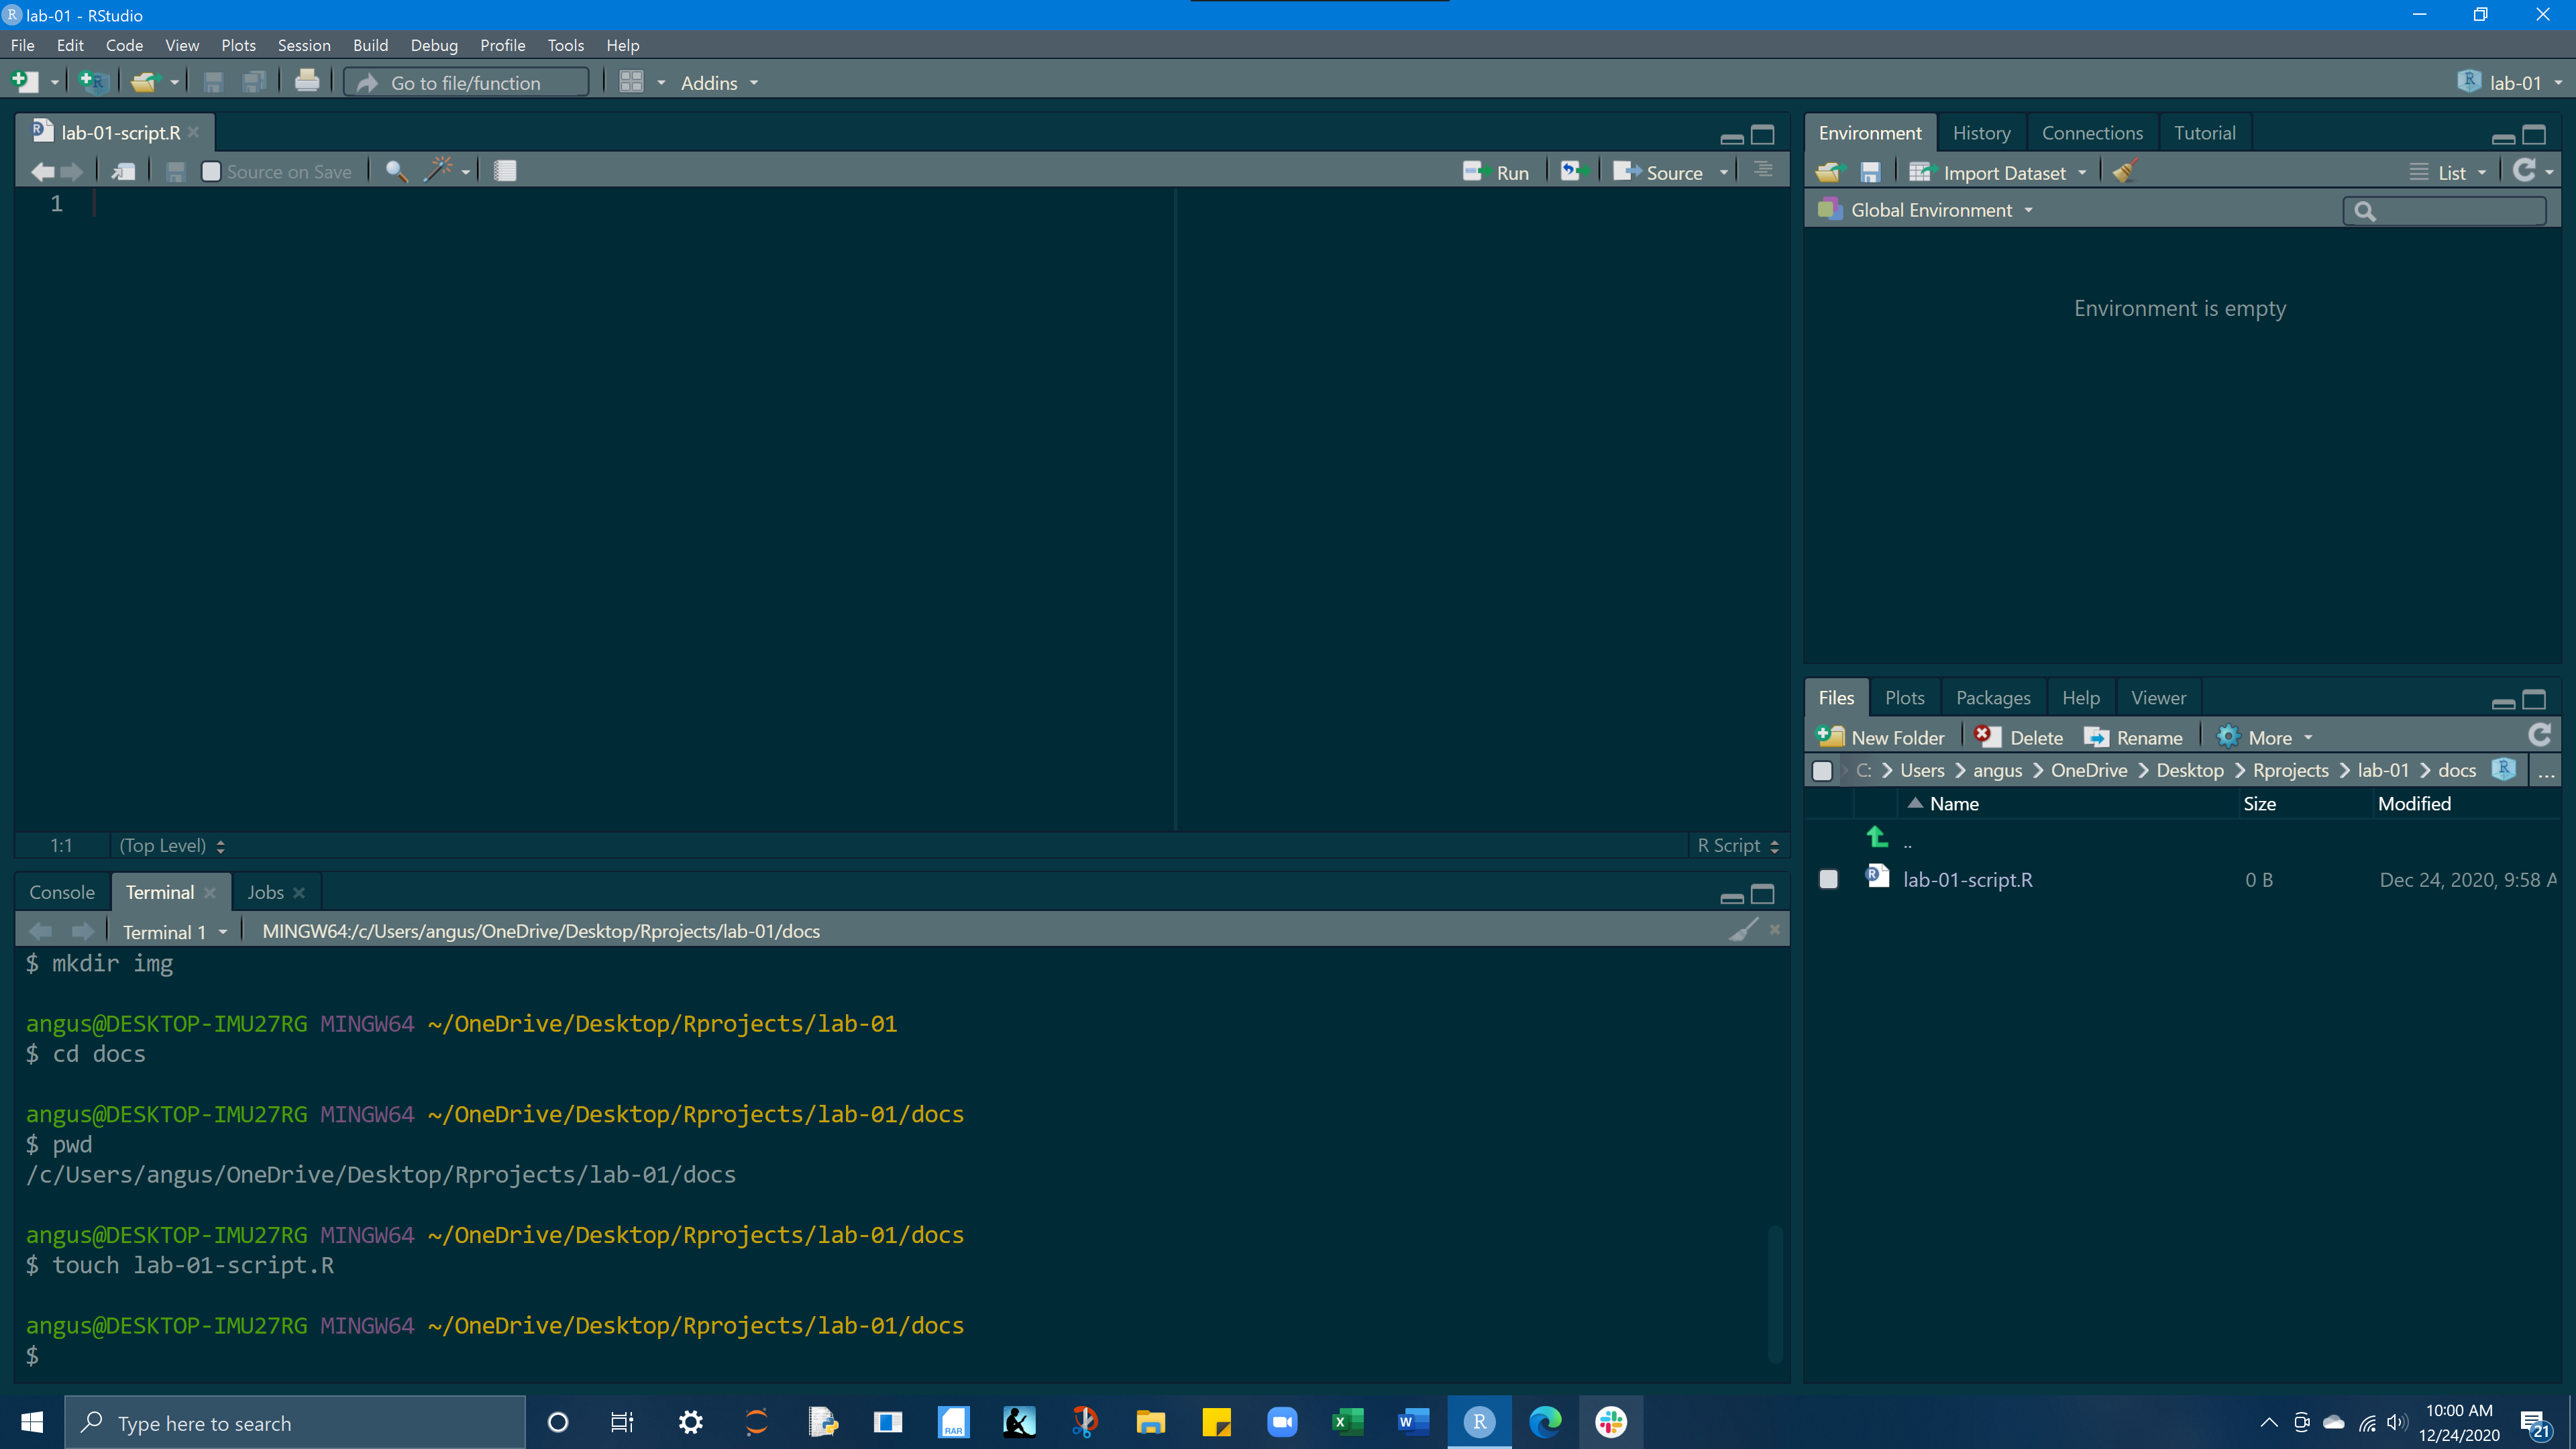 lab-01 - RStudio
File Edit Code View Plots Session Build Debug Profile Tools Help
Go to file/function Addins lab-01
lab-01-script.R
Source on Save Run Source
1
1:1 (Top Level) R Script
Console Terminal Jobs
Terminal 1 MINGW64:/c/Users/angus/OneDrive/Desktop/Rprojects/lab-01/docs
$ mkdir img
angus@DESKTOP-IMU27RG MINGW64 ~/OneDrive/Desktop/Rprojects/lab-01
$ cd docs
angus@DESKTOP-IMU27RG MINGW64 ~/OneDrive/Desktop/Rprojects/lab-01/docs
$ pwd
/c/Users/angus/OneDrive/Desktop/Rprojects/lab-01/docs
angus@DESKTOP-IMU27RG MINGW64 ~/OneDrive/Desktop/Rprojects/lab-01/docs
$ touch lab-01-script.R
angus@DESKTOP-IMU27RG MINGW64 ~/OneDrive/Desktop/Rprojects/lab-01/docs
$
Environment History Connections Tutorial
Import Dataset List
Global Environment
Environment is empty
Files Plots Packages Help Viewer
New Folder Delete Rename More
C: Users angus OneDrive Desktop Rprojects lab-01 docs ...
Name Size Modified
..
lab-01-script.R 0 B Dec 24, 2020, 9:58 A
Type here to search
10:00 AM
12/24/2020
21